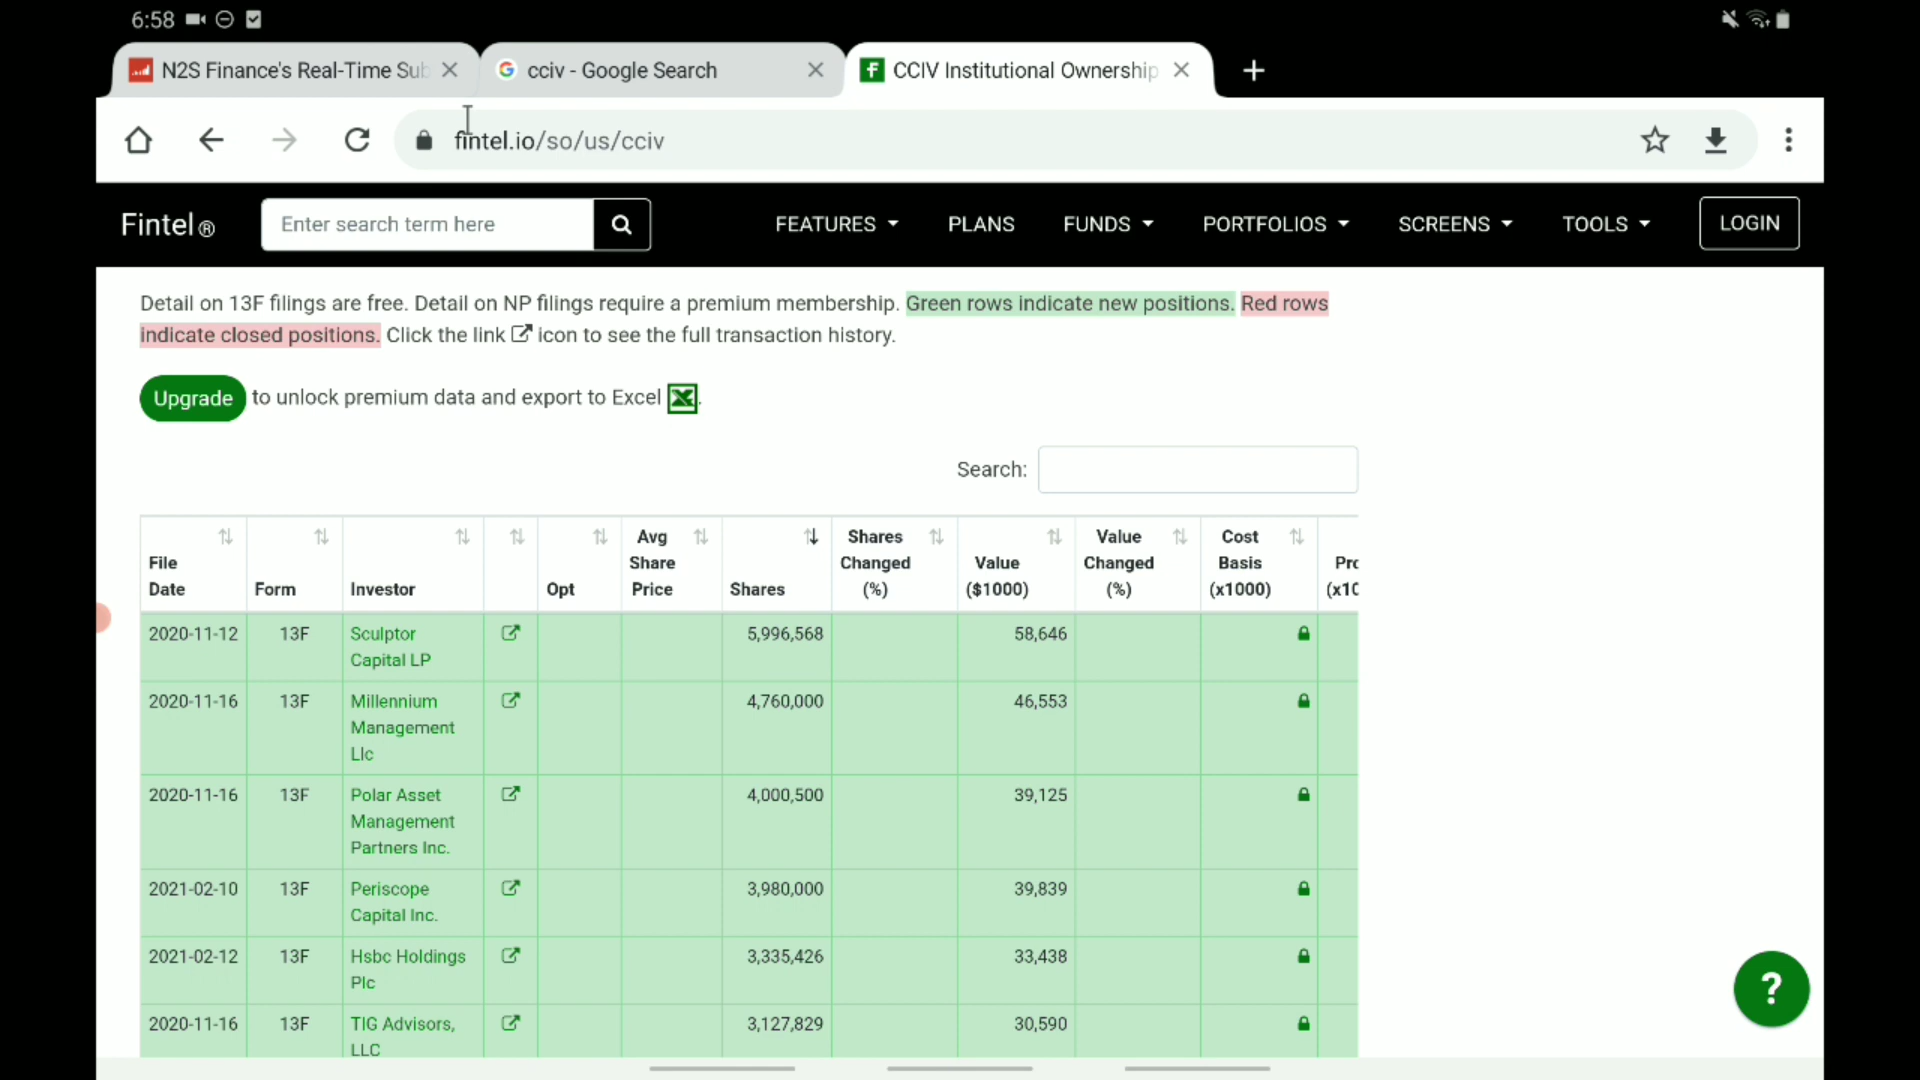 6:58
N2S Finance's Real-Time Sub
cciv - Google Search
CCIV Institutional Ownership
fintel.io/so/us/cciv
Fintel®
Enter search term here
FEATURES
PLANS
FUNDS
PORTFOLIOS
SCREENS
TOOLS
LOGIN
Detail on 13F filings are free. Detail on NP filings require a premium membership. Green rows indicate new positions. Red rows
indicate closed positions. Click the link icon to see the full transaction history.
Upgrade to unlock premium data and export to Excel .
Search:
File Date Form Investor Opt Avg Share Price Shares Shares Changed (%) Value ($1000) Value Changed (%) Cost Basis (x1000) Pro (x10
2020-11-12 13F Sculptor 5,996,568 58,646
Capital LP
2020-11-16 13F Millennium 4,760,000 46,553
Management
Llc
2020-11-16 13F Polar Asset 4,000,500 39,125
Management
Partners Inc.
2021-02-10 13F Periscope 3,980,000 39,839
Capital Inc.
2021-02-12 13F Hsbc Holdings 3,335,426 33,438
Plc
2020-11-16 13F TIG Advisors, 3,127,829 30,590
LLC
?